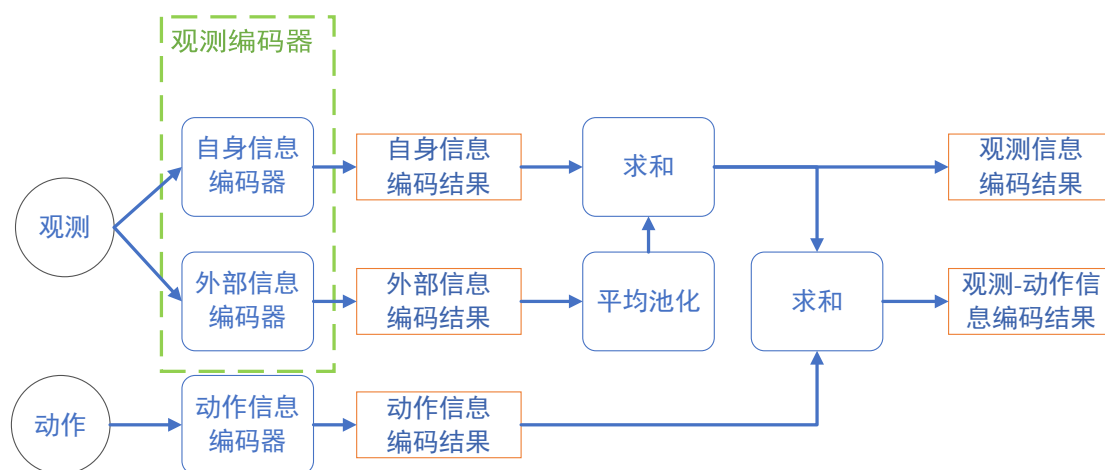 观测编码器
观测
自身信息
编码器
自身信息
编码结果
求和
观测信息
编码结果
外部信息
编码器
外部信息
编码结果
平均池化
求和
观测-动作信
息编码结果
动作
动作信息
编码器
动作信息
编码结果